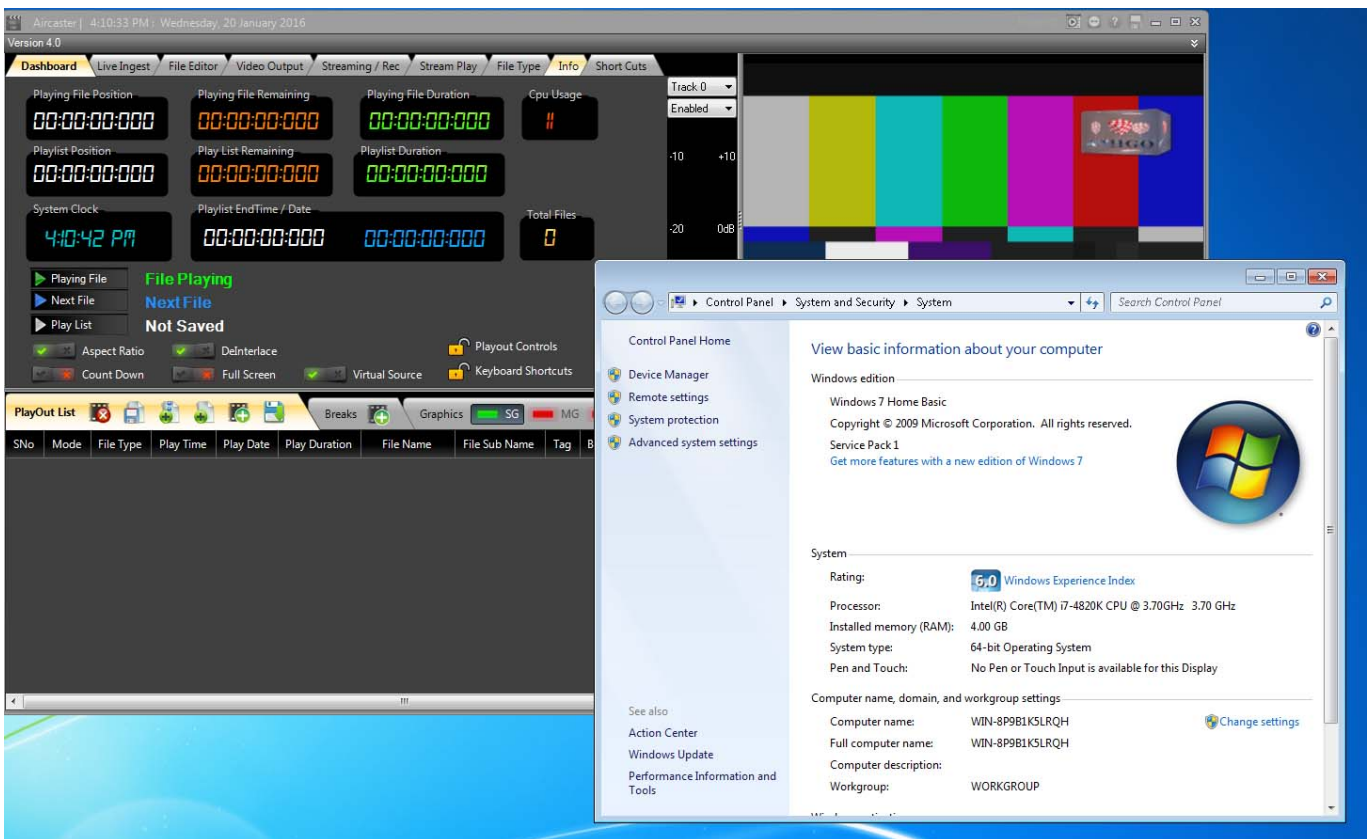 Aircaster | 4:10:33 PM | Wednesday, 20 January 2016
Version 4.0
Dashboard Live Ingest File Editor Video Output Streaming / Rec Stream Play File Type Info Short Cuts
Playing File Position Playing File Remaining Playing File Duration Cpu Usage
00:00:00:000 00:00:00:000 00:00:00:000 11
Playlist Position Play List Remaining Playlist Duration
00:00:00:000 00:00:00:000 00:00:00:000
System Clock Playlist EndTime / Date Total Files
4:10:42 PM 00:00:00:000 00:00:00:000 0
Track 0
Enabled
-10 +10
-20 0dB
Playing File File Playing
Next File Next File
Play List Not Saved
Aspect Ratio DeInterlace Playout Controls
Count Down Full Screen Virtual Source Keyboard Shortcuts
PlayOut List Breaks Graphics SG MG
SNo Mode File Type Play Time Play Date Play Duration File Name File Sub Name Tag B
Control Panel System and Security System Search Control Panel
Control Panel Home
Device Manager
Remote settings
System protection
Advanced system settings
See also
Action Center
Windows Update
Performance Information and
Tools
View basic information about your computer
Windows edition
Windows 7 Home Basic
Copyright © 2009 Microsoft Corporation. All rights reserved.
Service Pack 1
Get more features with a new edition of Windows 7
System
Rating: 6,0 Windows Experience Index
Processor: Intel(R) Core(TM) i7-4820K CPU @ 3.70GHz 3.70 GHz
Installed memory (RAM): 4.00 GB
System type: 64-bit Operating System
Pen and Touch: No Pen or Touch Input is available for this Display
Computer name, domain, and workgroup settings
Computer name: WIN-8P9B1K5LRQH Change settings
Full computer name: WIN-8P9B1K5LRQH
Computer description:
Workgroup: WORKGROUP